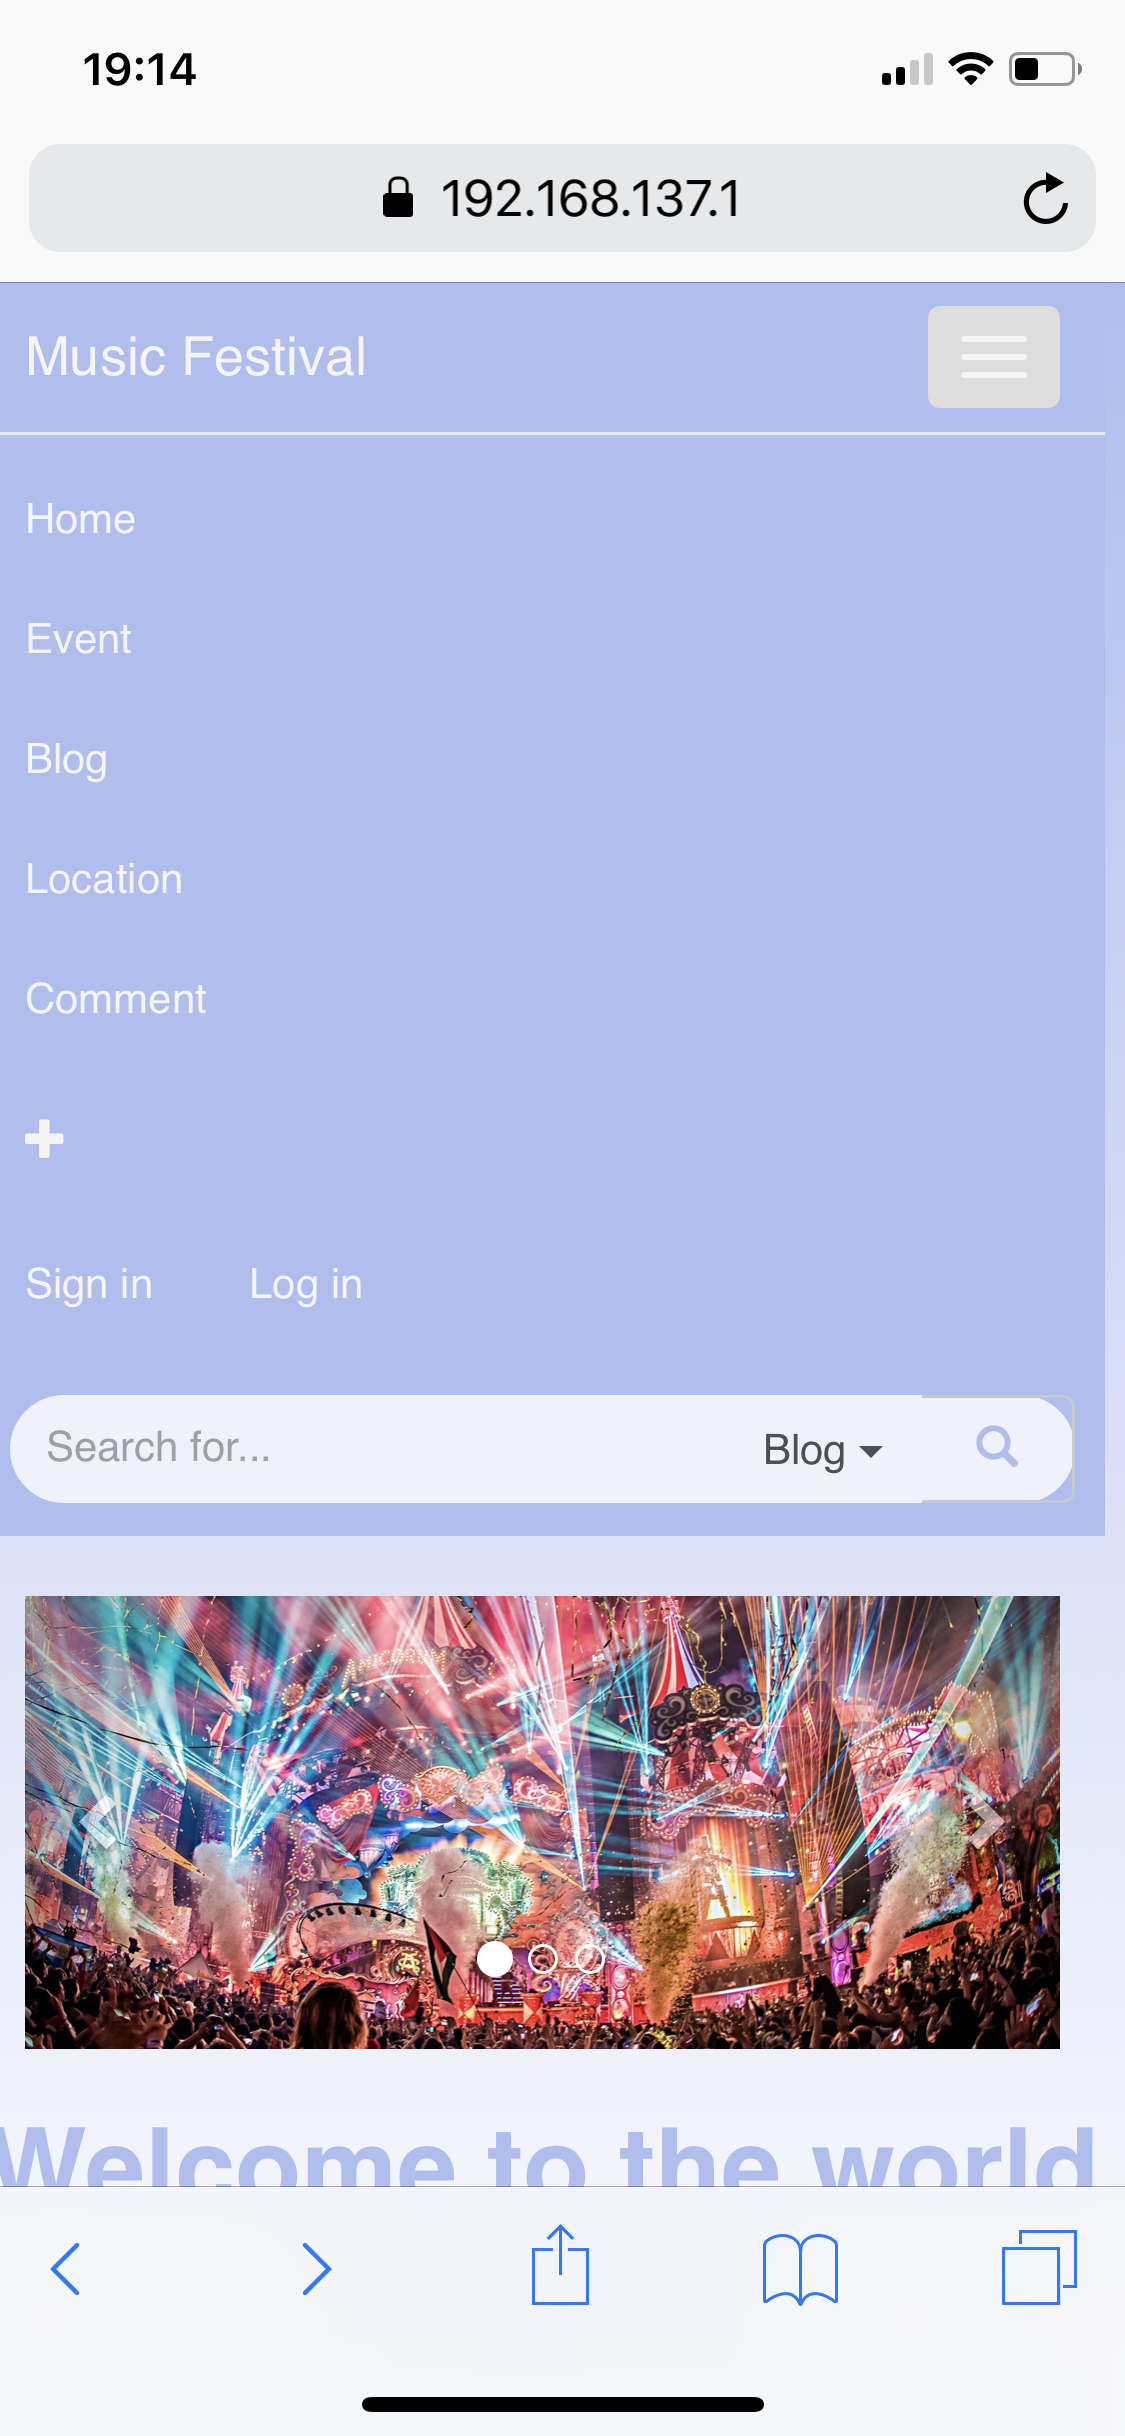 19:14
192.168.137.1
Music Festival
Home
Event
Blog
Location
Comment
Sign in Log in
Search for... Blog
Welcome to the world